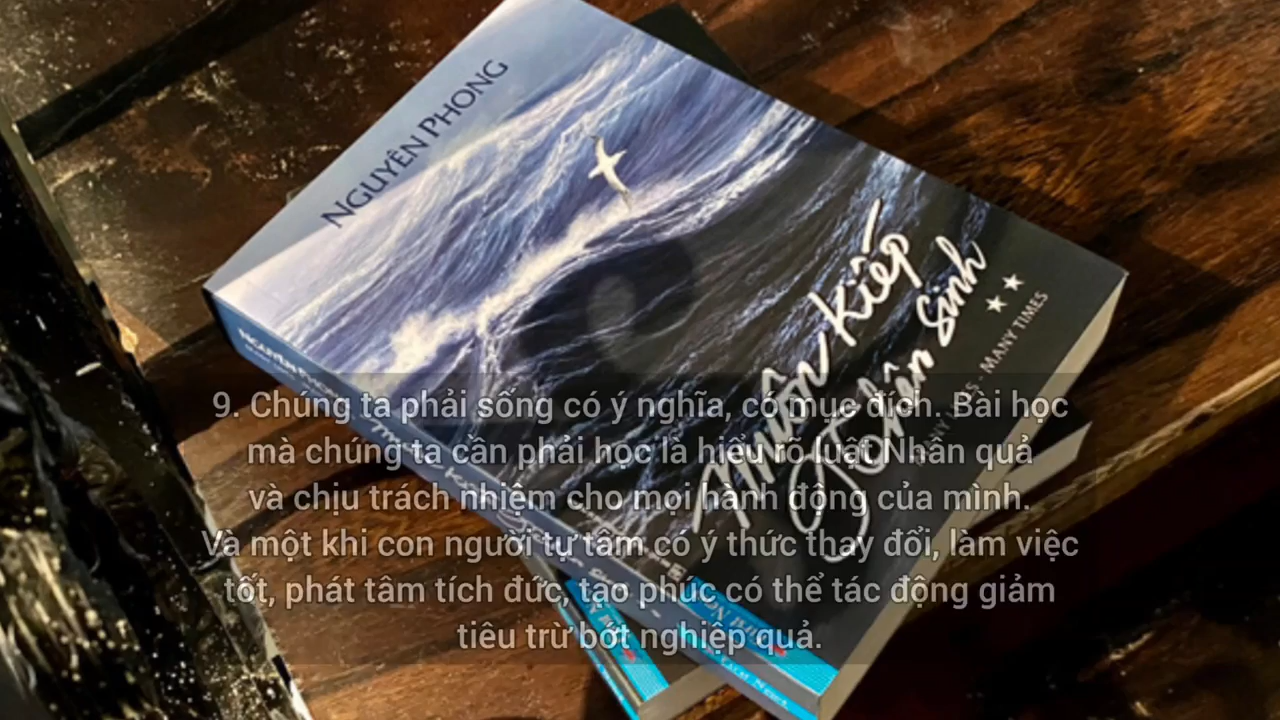 NGUYÊN PHONG
Muôn Kiếp
Nhân Sinh
MANY TIMES
9. Chúng ta phải sống có ý nghĩa, có mục đích. Bài học
mà chúng ta cần phải học là hiểu rõ luật Nhân quả
và chịu trách nhiệm cho mọi hành động của mình.
Và một khi con người tự tâm có ý thức thay đổi, làm việc
tốt, phát tâm tích đức, tạo phúc có thể tác động giảm
tiêu trừ bớt nghiệp quả.